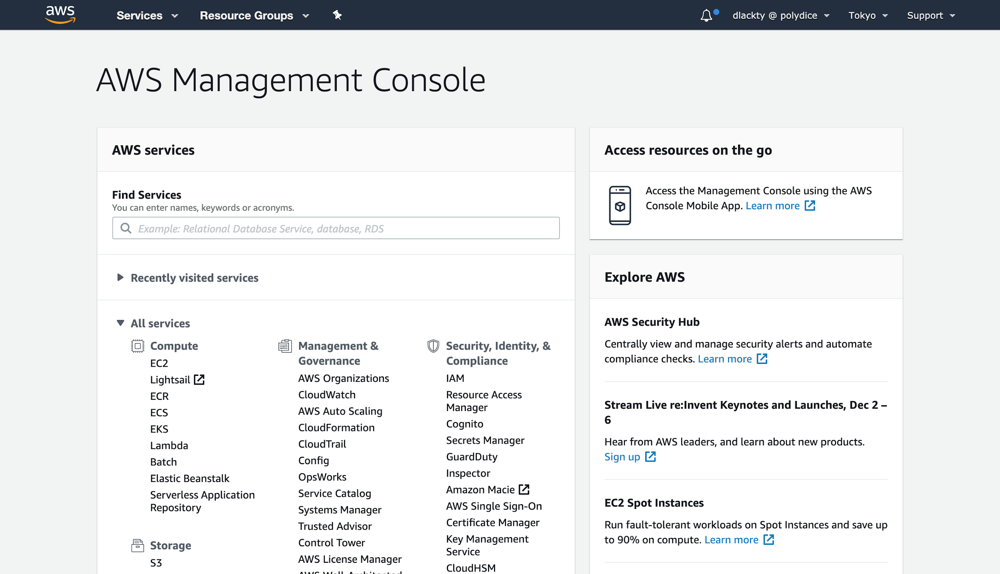 aws
Services
Resource Groups
dlackty @ polydice
Tokyo
Support
AWS Management Console
AWS services
Find Services
You can enter names, keywords or acronyms.
Example: Relational Database Service, database, RDS
Recently visited services
All services
Compute
EC2
Lightsail
ECR
ECS
EKS
Lambda
Batch
Elastic Beanstalk
Serverless Application
Repository
Storage
S3
Management &
Governance
AWS Organizations
CloudWatch
AWS Auto Scaling
CloudFormation
CloudTrail
Config
OpsWorks
Service Catalog
Systems Manager
Trusted Advisor
Control Tower
AWS License Manager
AWS Well-Architected
Security, Identity, &
Compliance
IAM
Resource Access
Manager
Cognito
Secrets Manager
GuardDuty
Inspector
Amazon Macie
AWS Single Sign-On
Certificate Manager
Key Management
Service
CloudHSM
Access resources on the go
Access the Management Console using the AWS
Console Mobile App. Learn more
Explore AWS
AWS Security Hub
Centrally view and manage security alerts and automate
compliance checks. Learn more
Stream Live re:Invent Keynotes and Launches, Dec 2 –
6
Hear from AWS leaders, and learn about new products.
Sign up
EC2 Spot Instances
Run fault-tolerant workloads on Spot Instances and save up
to 90% on compute. Learn more